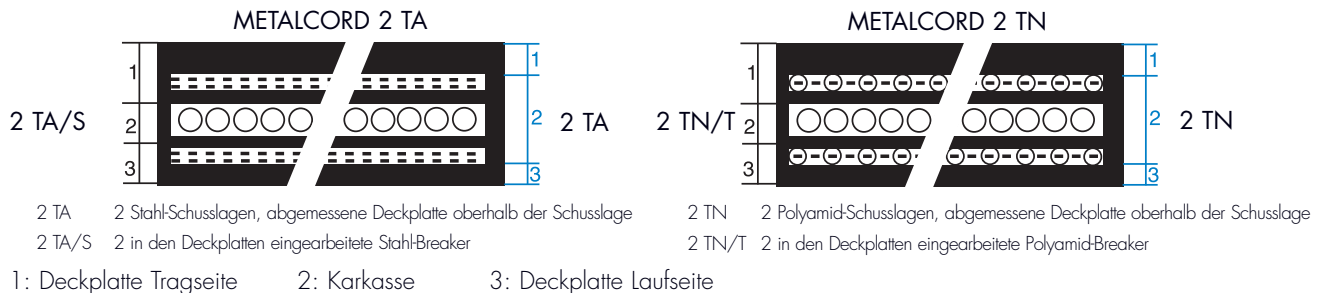 METALCORD 2 TA
METALCORD 2 TN
1 1 1 1
2 TA/S 2 2 2 TA 2 TN/T 2 2 2 TN
3 3 3 3
2 TA 2 Stahl-Schusslagen, abgemessene Deckplatte oberhalb der Schusslage
2 TA/S 2 in den Deckplatten eingearbeitete Stahl-Breaker
2 TN 2 Polyamid-Schusslagen, abgemessene Deckplatte oberhalb der Schusslage
2 TN/T 2 in den Deckplatten eingearbeitete Polyamid-Breaker
1: Deckplatte Tragseite 2: Karkasse 3: Deckplatte Laufseite